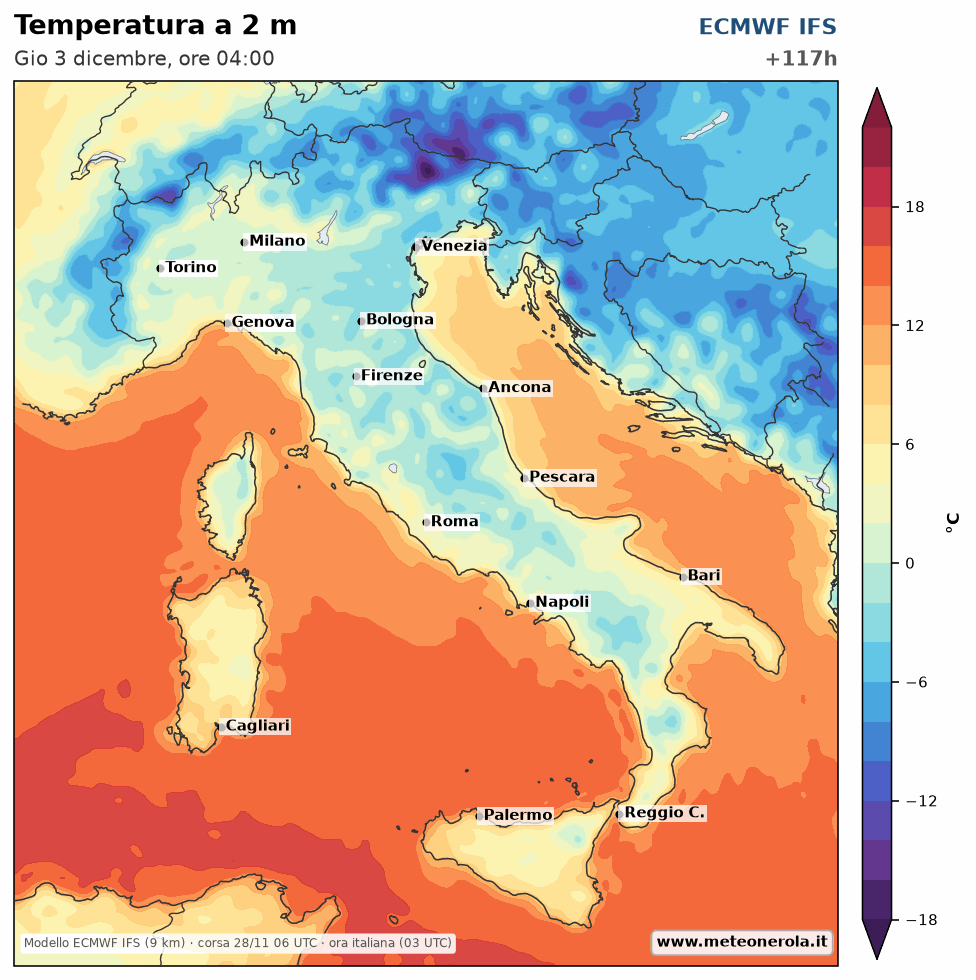 Temperatura a 2 m
ECMWF IFS
Gio 3 dicembre, ore 04:00
+117h
Milano
Venezia
Torino
Genova
Bologna
Firenze
Ancona
Pescara
Roma
Bari
Napoli
Cagliari
Palermo
Reggio C.
18
12
6
0
−6
−12
−18
°C
Modello ECMWF IFS (9 km) · corsa 28/11 06 UTC · ora italiana (03 UTC)
www.meteonerola.it